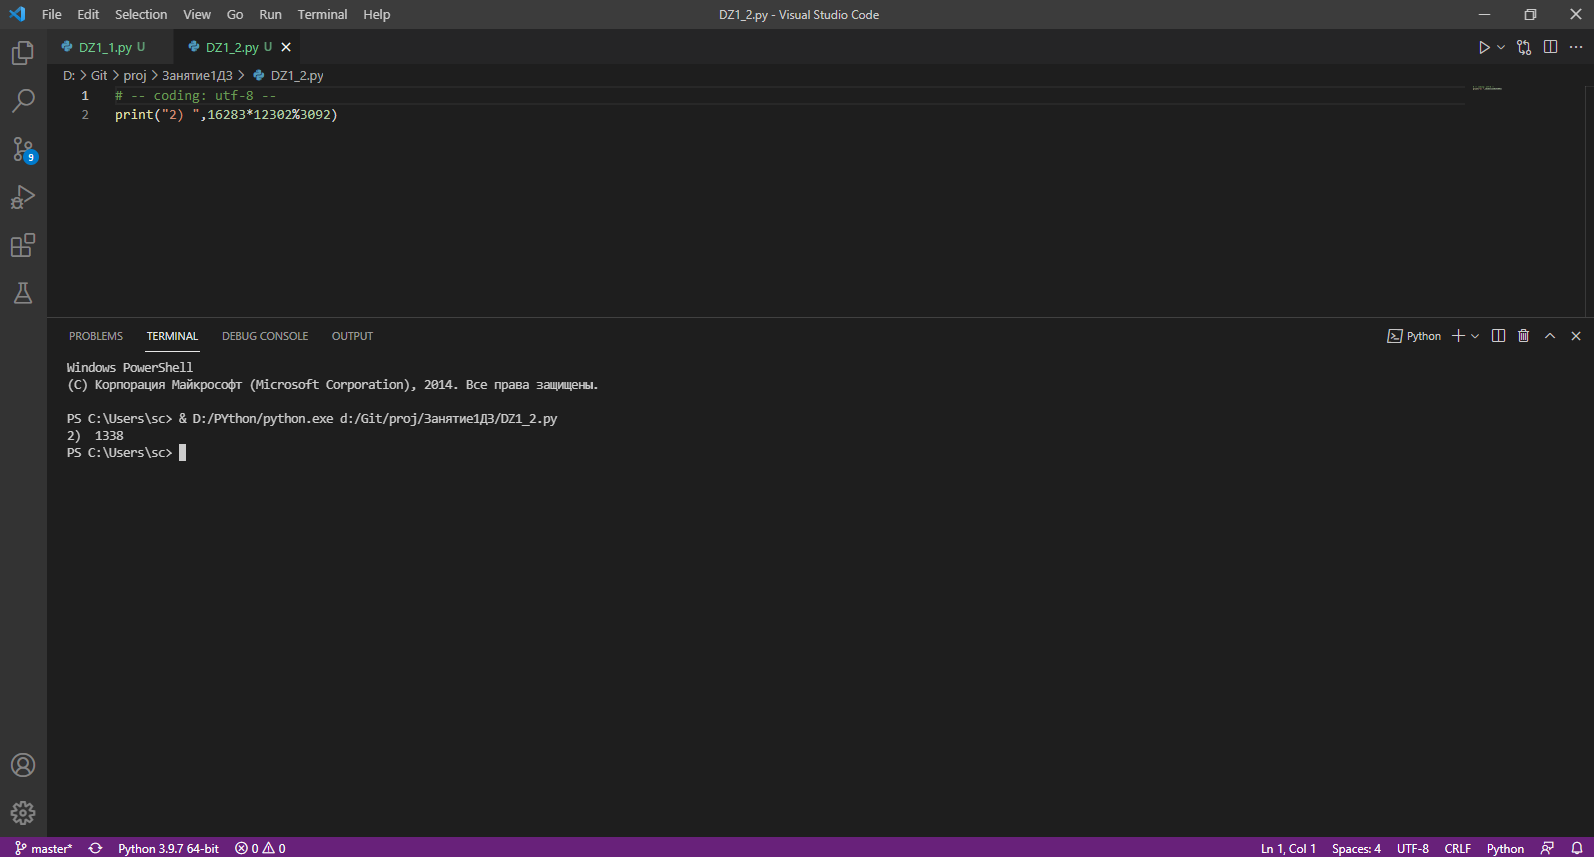 File Edit Selection View Go Run Terminal Help DZ1_2.py - Visual Studio Code
DZ1_1.py U DZ1_2.py U
D: > Git > proj > Занятие1ДЗ > DZ1_2.py
1 # -- coding: utf-8 --
2 print("2) ",16283*12302%3092)
9
PROBLEMS TERMINAL DEBUG CONSOLE OUTPUT Python
Windows PowerShell
(C) Корпорация Майкрософт (Microsoft Corporation), 2014. Все права защищены.
PS C:\Users\sc> & D:/PYthon/python.exe d:/Git/proj/Занятие1ДЗ/DZ1_2.py
2)  1338
PS C:\Users\sc>
master* Python 3.9.7 64-bit 0 0 Ln 1, Col 1 Spaces: 4 UTF-8 CRLF Python